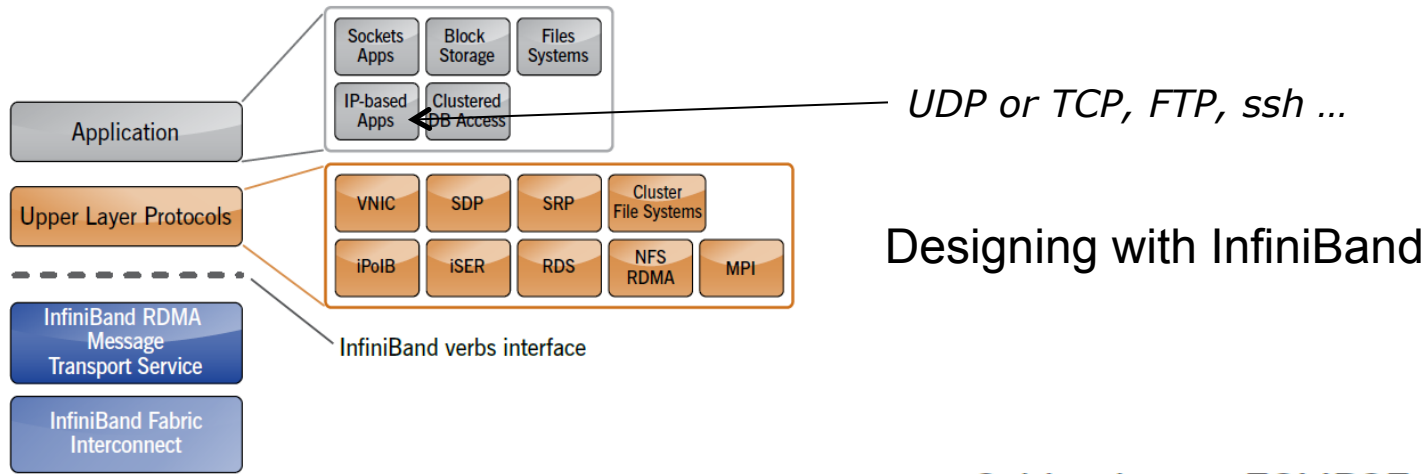 Sockets
Apps
Block
Storage
Files
Systems
IP-based
Apps
Clustered
DB Access
UDP or TCP, FTP, ssh …
Application
Upper Layer Protocols
VNIC
SDP
SRP
Cluster
File Systems
iPoIB
iSER
RDS
NFS
RDMA
MPI
Designing with InfiniBand
InfiniBand RDMA
Message
Transport Service
InfiniBand verbs interface
InfiniBand Fabric
Interconnect